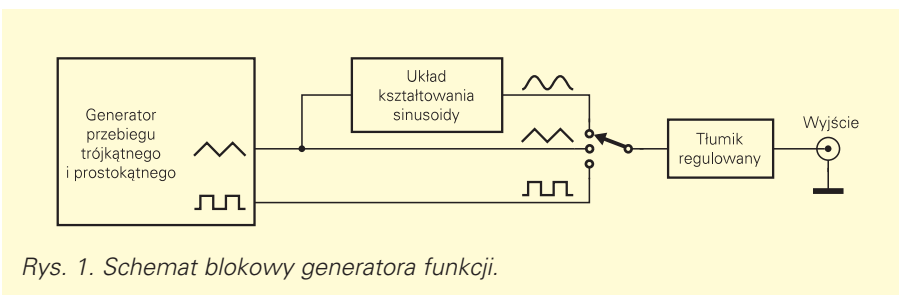 Generator
przebiegu
trójkątnego
i prostokątnego
Układ
kształtowania
sinusoidy
Tłumik
regulowany
Wyjście
Rys. 1. Schemat blokowy generatora funkcji.